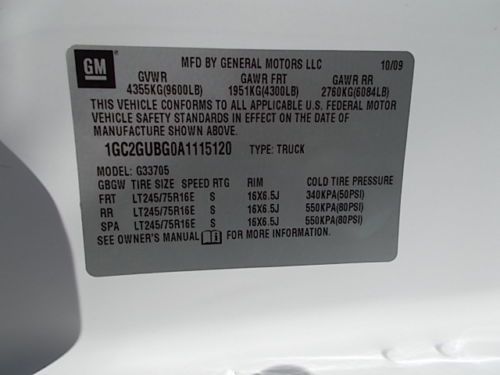 GM MFD BY GENERAL MOTORS LLC 10/09
GVWR GAWR FRT GAWR RR
4355KG(9600LB) 1951KG(4300LB) 2760KG(6084LB)
THIS VEHICLE CONFORMS TO ALL APPLICABLE U.S. FEDERAL MOTOR
VEHICLE SAFETY STANDARDS IN EFFECT ON THE DATE OF
MANUFACTURE SHOWN ABOVE.
1GC2GUBG0A1115120 TYPE: TRUCK
MODEL: G33705
GBGW TIRE SIZE SPEED RTG RIM COLD TIRE PRESSURE
FRT LT245/75R16E S 16X6.5J 340KPA(50PSI)
RR LT245/75R16E S 16X6.5J 550KPA(80PSI)
SPA LT245/75R16E S 16X6.5J 550KPA(80PSI)
SEE OWNER'S MANUAL FOR MORE INFORMATION.